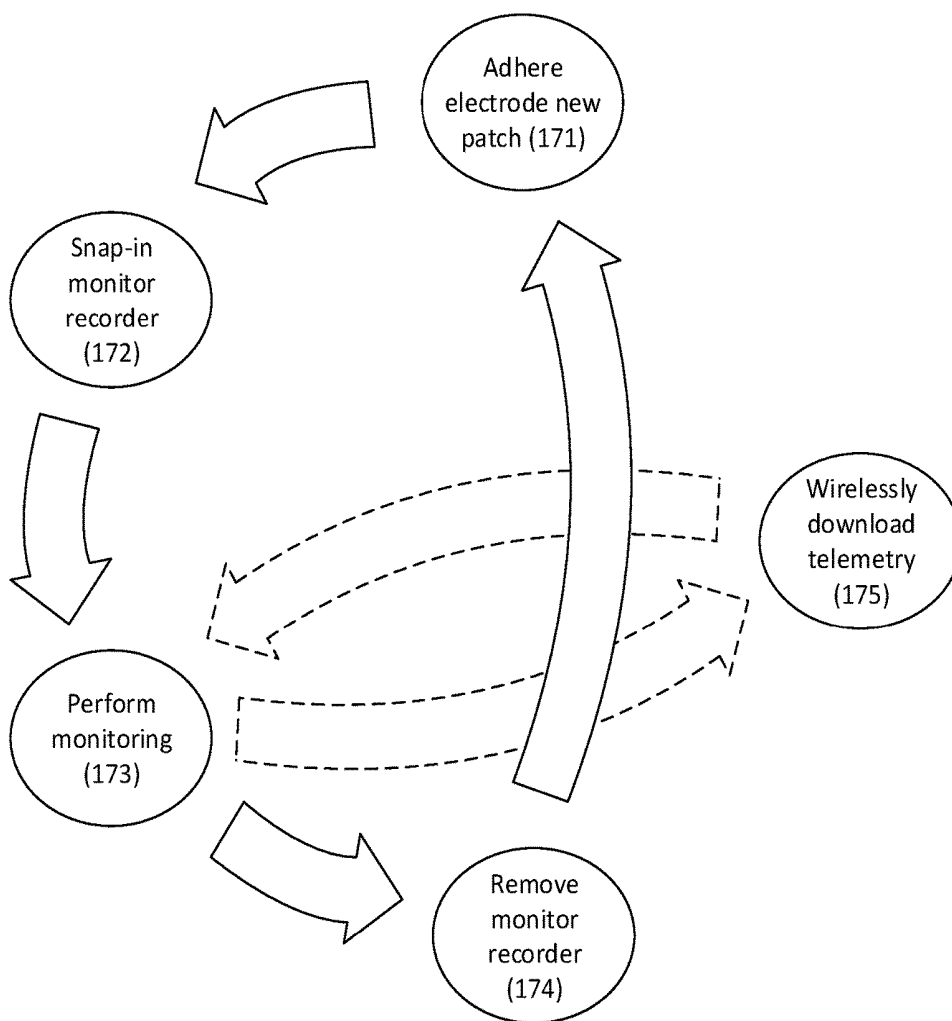 Adhere
electrode new
patch (171)
Snap-in
monitor
recorder
(172)
Wirelessly
download
telemetry
(175)
Perform
monitoring
(173)
Remove
monitor
recorder
(174)